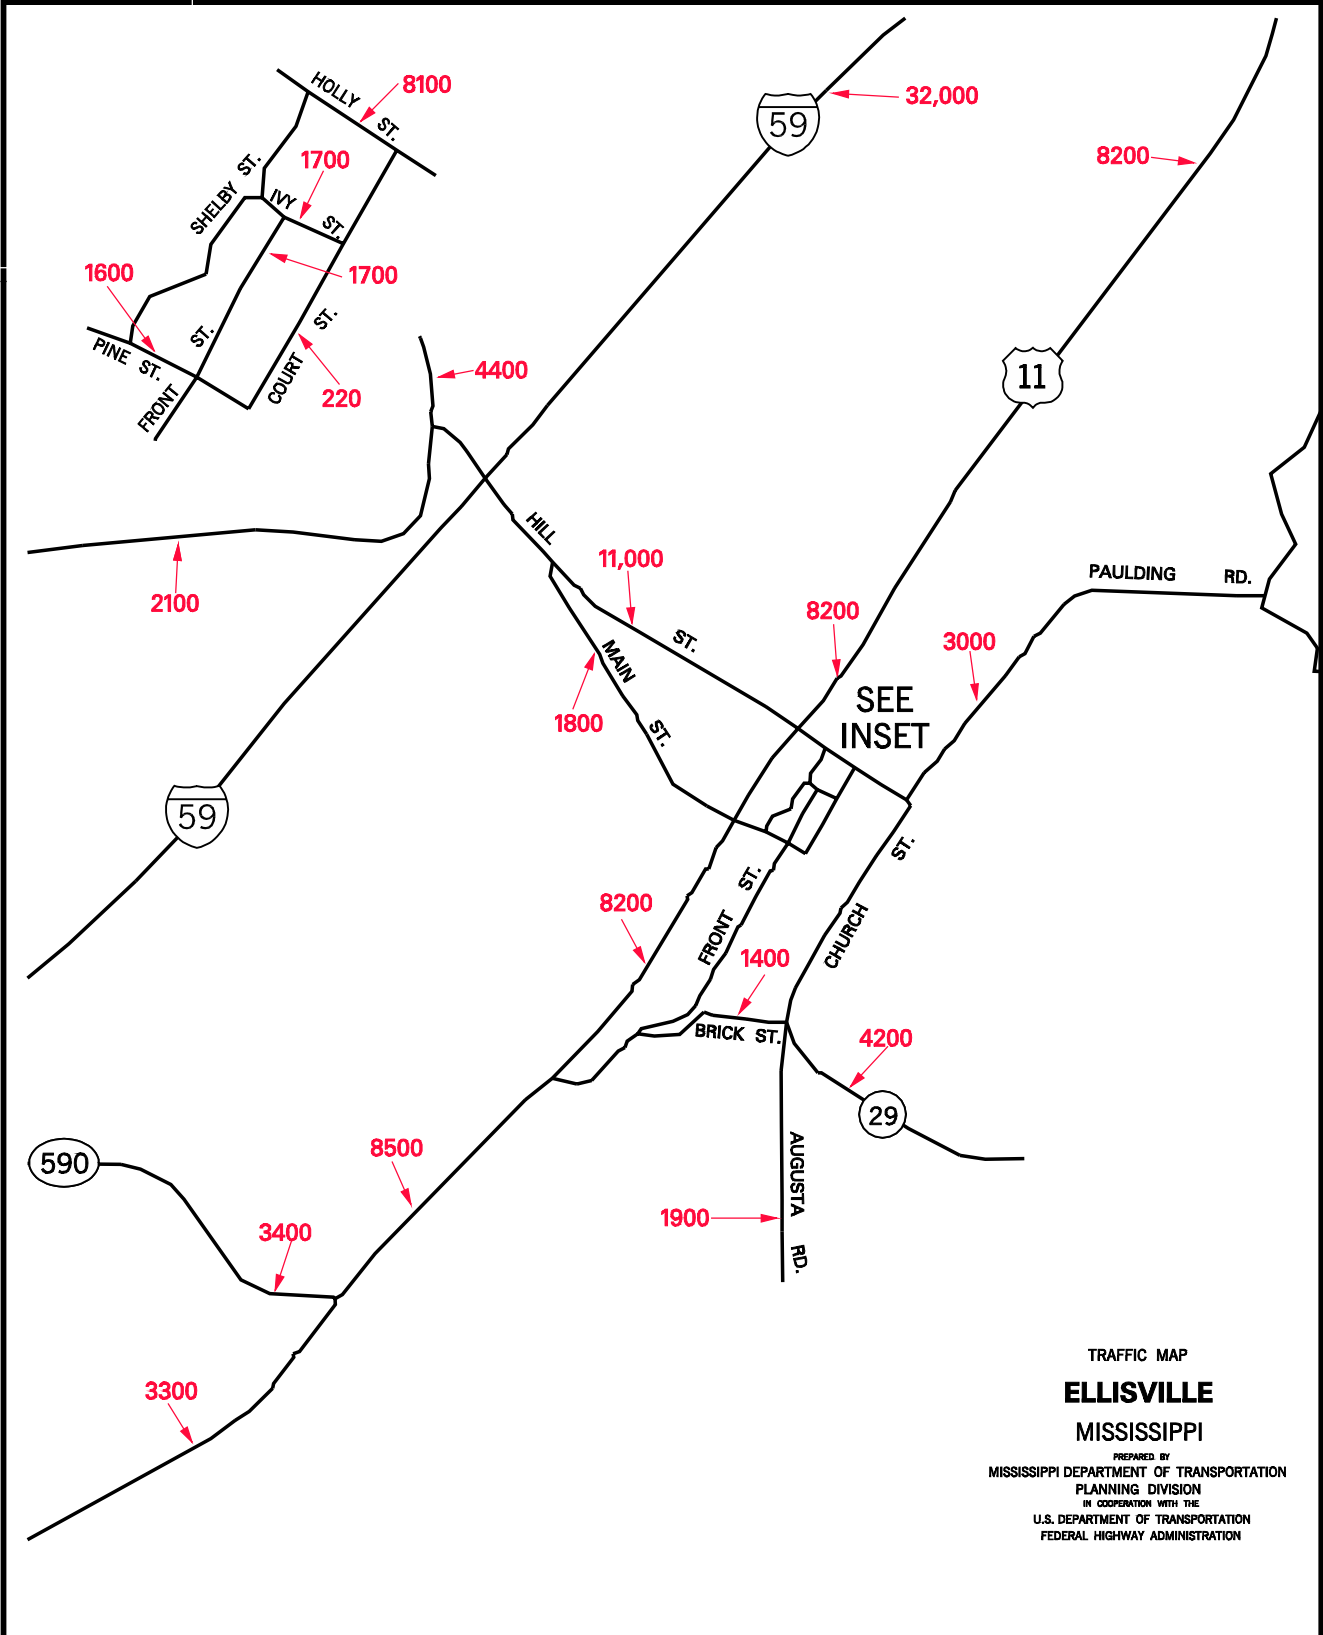 HOLLY ST.
8100
32,000
59
SHELBY ST.
1700
IVY ST.
8200
1600
1700
PINE ST.
FRONT ST.
COURT ST.
220
4400
11
HILL ST.
11,000
2100
PAULDING RD.
8200
3000
MAIN ST.
1800
SEE
INSET
59
8200
FRONT ST.
CHURCH ST.
1400
BRICK ST.
4200
29
590
8500
AUGUSTA RD.
1900
3400
3300
TRAFFIC MAP
ELLISVILLE
MISSISSIPPI
PREPARED BY
MISSISSIPPI DEPARTMENT OF TRANSPORTATION
PLANNING DIVISION
IN COOPERATION WITH THE
U.S. DEPARTMENT OF TRANSPORTATION
FEDERAL HIGHWAY ADMINISTRATION